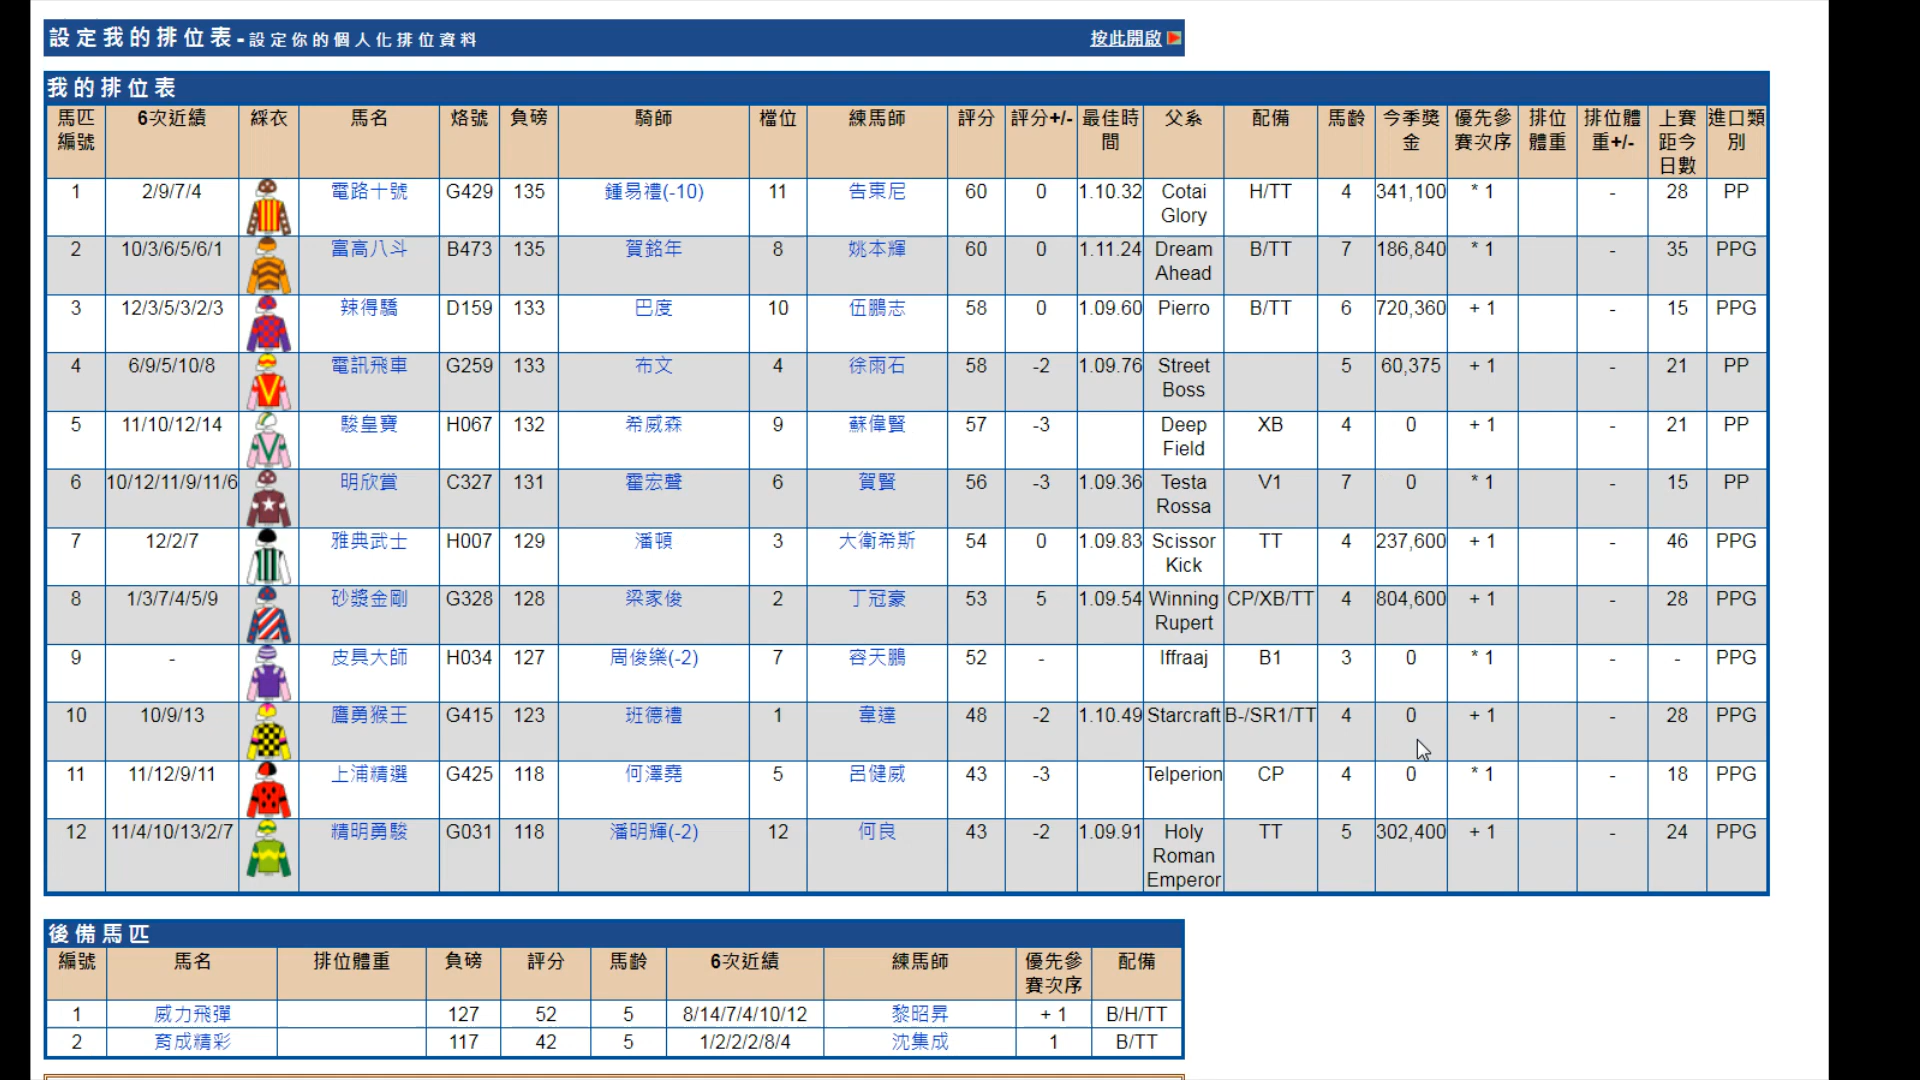 設定我的排位表-設定你的個人化排位資料 按此開啟
我的排位表
馬匹編號 6次近績 綵衣 馬名 烙號 負磅 騎師 檔位 練馬師 評分 評分+/- 最佳時間 父系 配備 馬齡 今季獎金 優先參賽次序 排位體重 排位體重+/- 上賽距今日數 進口類別
1 2/9/7/4 電路十號 G429 135 鍾易禮(-10) 11 告東尼 60 0 1.10.32 Cotai Glory H/TT 4 341,100 * 1 - 28 PP
2 10/3/6/5/6/1 富高八斗 B473 135 賀銘年 8 姚本輝 60 0 1.11.24 Dream Ahead B/TT 7 186,840 * 1 - 35 PPG
3 12/3/5/3/2/3 辣得驕 D159 133 巴度 10 伍鵬志 58 0 1.09.60 Pierro B/TT 6 720,360 + 1 - 15 PPG
4 6/9/5/10/8 電訊飛車 G259 133 布文 4 徐雨石 58 -2 1.09.76 Street Boss 5 60,375 + 1 - 21 PP
5 11/10/12/14 駿皇寶 H067 132 希威森 9 蘇偉賢 57 -3 Deep Field XB 4 0 + 1 - 21 PP
6 10/12/11/9/11/6 明欣賞 C327 131 霍宏聲 6 賀賢 56 -3 1.09.36 Testa Rossa V1 7 0 * 1 - 15 PP
7 12/2/7 雅典武士 H007 129 潘頓 3 大衛希斯 54 0 1.09.83 Scissor Kick TT 4 237,600 + 1 - 46 PPG
8 1/3/7/4/5/9 砂漿金剛 G328 128 梁家俊 2 丁冠豪 53 5 1.09.54 Winning Rupert CP/XB/TT 4 804,600 + 1 - 28 PPG
9 - 皮具大師 H034 127 周俊樂(-2) 7 容天鵬 52 - Iffraaj B1 3 0 * 1 - - PPG
10 10/9/13 鷹勇猴王 G415 123 班德禮 1 韋達 48 -2 1.10.49 Starcraft B-/SR1/TT 4 0 + 1 - 28 PPG
11 11/12/9/11 上浦精選 G425 118 何澤堯 5 呂健威 43 -3 Telperion CP 4 0 * 1 - 18 PPG
12 11/4/10/13/2/7 精明勇駿 G031 118 潘明輝(-2) 12 何良 43 -2 1.09.91 Holy Roman Emperor TT 5 302,400 + 1 - 24 PPG
後備馬匹
編號 馬名 排位體重 負磅 評分 馬齡 6次近績 練馬師 優先參賽次序 配備
1 威力飛彈 127 52 5 8/14/7/4/10/12 黎昭昇 + 1 B/H/TT
2 育成精彩 117 42 5 1/2/2/2/8/4 沈集成 1 B/TT